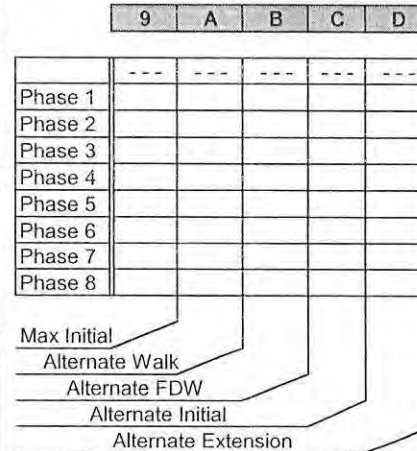 9 A B C D
--- --- --- --- ---
Phase 1
Phase 2
Phase 3
Phase 4
Phase 5
Phase 6
Phase 7
Phase 8
Max Initial
Alternate Walk
Alternate FDW
Alternate Initial
Alternate Extension